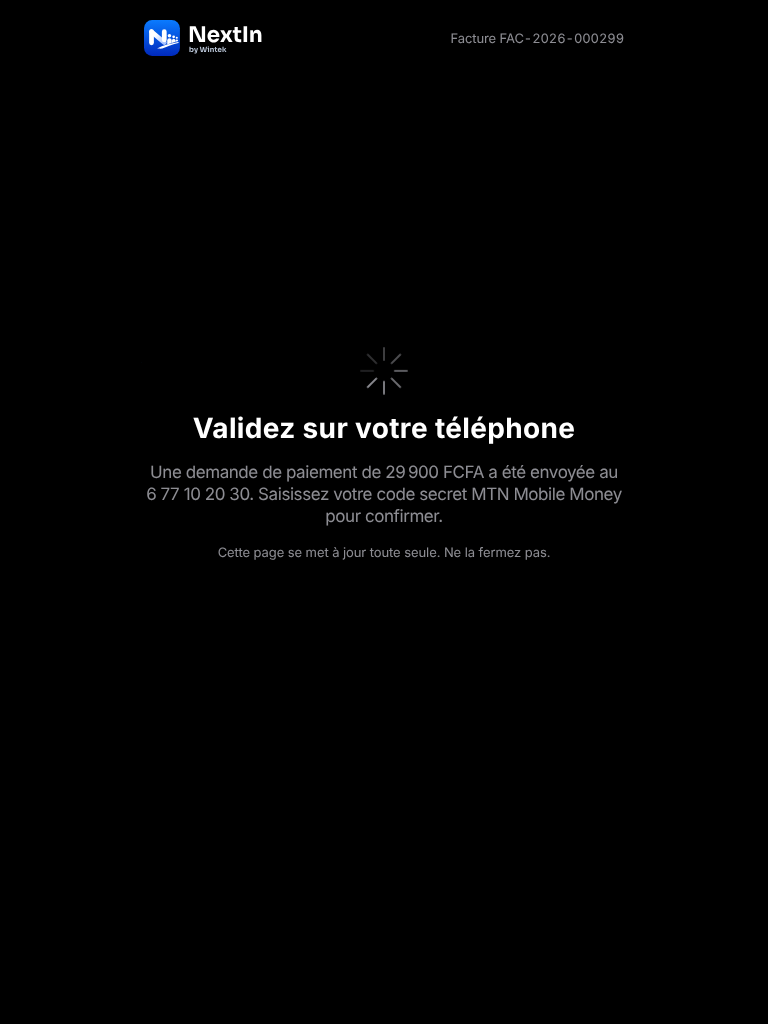 NextIn
by Wintek
Facture FAC-2026-000299
Validez sur votre téléphone
Une demande de paiement de 29 900 FCFA a été envoyée au
6 77 10 20 30. Saisissez votre code secret MTN Mobile Money
pour confirmer.
Cette page se met à jour toute seule. Ne la fermez pas.